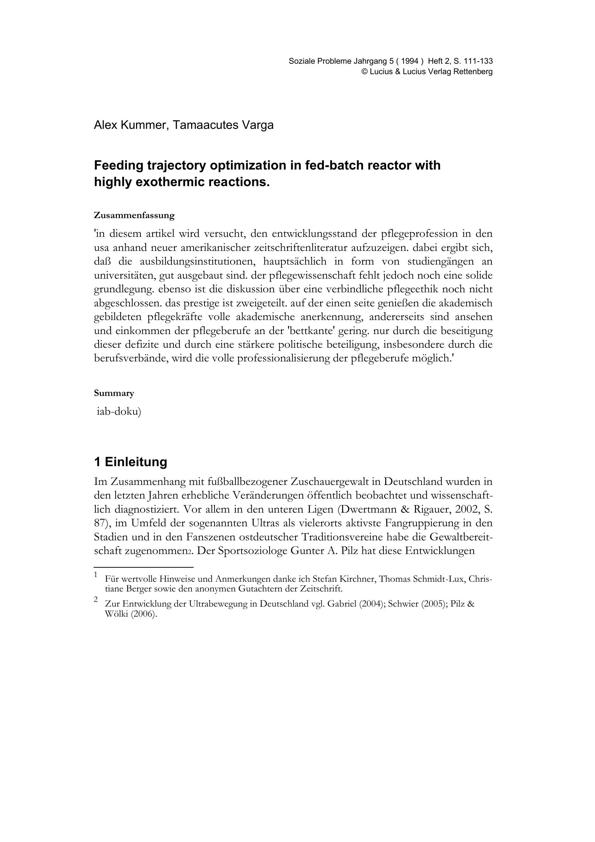 Soziale Probleme Jahrgang 5 ( 1994 ) Heft 2, S. 111-133
© Lucius & Lucius Verlag Rettenberg
Alex Kummer, Tamaacutes Varga
Feeding trajectory optimization in fed-batch reactor with
highly exothermic reactions.
Zusammenfassung
'in diesem artikel wird versucht, den entwicklungsstand der pflegeprofession in den
usa anhand neuer amerikanischer zeitschriftenliteratur aufzuzeigen. dabei ergibt sich,
daß die ausbildungsinstitutionen, hauptsächlich in form von studiengängen an
universitäten, gut ausgebaut sind. der pflegewissenschaft fehlt jedoch noch eine solide
grundlegung. ebenso ist die diskussion über eine verbindliche pflegeethik noch nicht
abgeschlossen. das prestige ist zweigeteilt. auf der einen seite genießen die akademisch
gebildeten pflegekräfte volle akademische anerkennung, andererseits sind ansehen
und einkommen der pflegeberufe an der 'bettkante' gering. nur durch die beseitigung
dieser defizite und durch eine stärkere politische beteiligung, insbesondere durch die
berufsverbände, wird die volle professionalisierung der pflegeberufe möglich.'
Summary
iab-doku)
1 Einleitung
Im Zusammenhang mit fußballbezogener Zuschauergewalt in Deutschland wurden in
den letzten Jahren erhebliche Veränderungen öffentlich beobachtet und wissenschaft-
lich diagnostiziert. Vor allem in den unteren Ligen (Dwertmann & Rigauer, 2002, S.
87), im Umfeld der sogenannten Ultras als vielerorts aktivste Fangruppierung in den
Stadien und in den Fanszenen ostdeutscher Traditionsvereine habe die Gewaltbereit-
schaft zugenommen2. Der Sportsoziologe Gunter A. Pilz hat diese Entwicklungen
1 Für wertvolle Hinweise und Anmerkungen danke ich Stefan Kirchner, Thomas Schmidt-Lux, Chris-
tiane Berger sowie den anonymen Gutachtern der Zeitschrift.
2 Zur Entwicklung der Ultrabewegung in Deutschland vgl. Gabriel (2004); Schwier (2005); Pilz &
Wölki (2006).